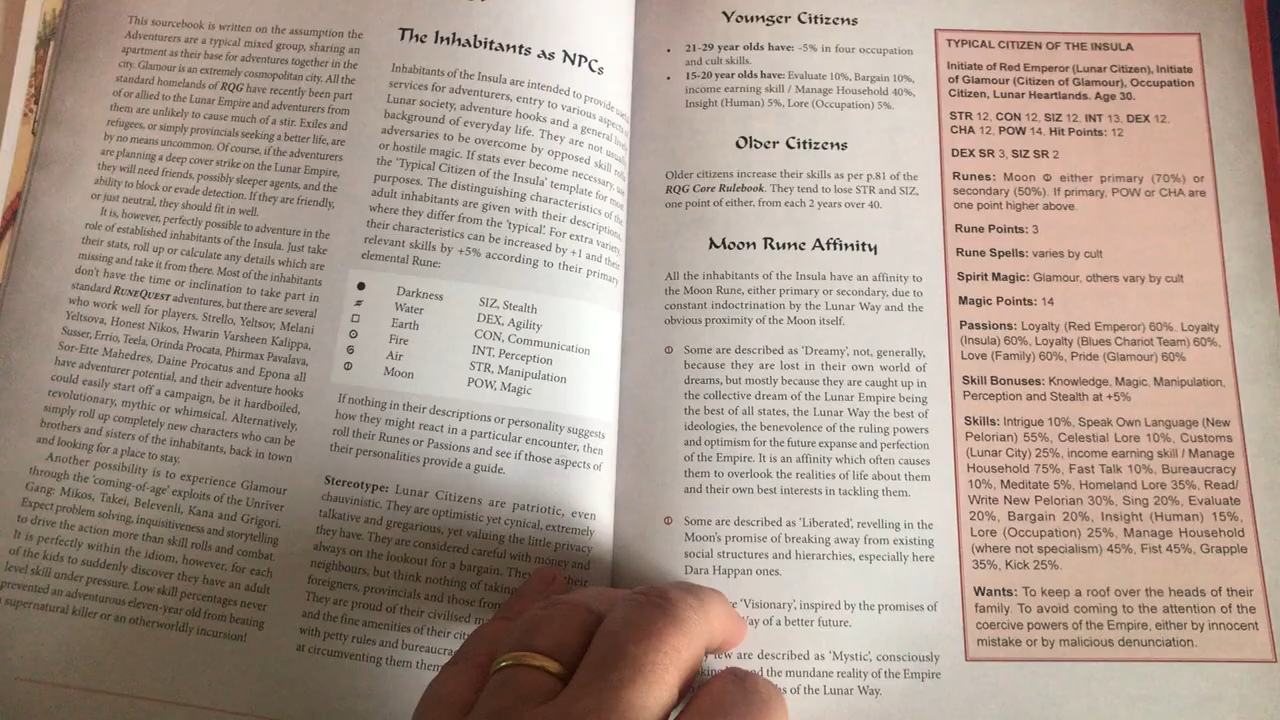 This sourcebook is written on the assumption the
Adventurers are a typical mixed group, sharing an
apartment as their base for adventures together in the
city. Glamour is an extremely cosmopolitan city. All the
standard homelands of RQG have recently been part
of or allied to the Lunar Empire and adventurers from
them are unlikely to cause much of a stir. Exiles and
refugees, or simply provincials seeking a better life, are
by no means uncommon. Of course, if the adventurers
are planning a deep cover strike on the Lunar Empire,
they will need friends, possibly sleeper agents, and the
ability to block or evade detection. If they are friendly,
or just neutral, they should fit in well.
It is, however, perfectly possible to adventure in the
role of established inhabitants of the Insula. Just take
their stats, roll up or calculate any details which are
missing and take it from there. Most of the inhabitants
don't have the time or inclination to take part in
standard RUNEQUEST adventures, but there are several
who work well for players. Strello, Yeltsov, Melani
Yeltsova, Honest Nikos, Hwarin Varsheen Kalippa,
Susser, Errio, Teela, Orinda Procata, Phirmax Pavalava,
Sor-Ette Mahedres, Daine Procatus and Epona all
have adventurer potential, and their adventure hooks
could easily start off a campaign, be it hardboiled,
revolutionary, mythic or whimsical. Alternatively,
simply roll up completely new characters who can be
brothers and sisters of the inhabitants, back in town
and looking for a place to stay.
Another possibility is to experience Glamour
through the 'coming-of-age' exploits of the Unriver
Gang: Mikos, Takei, Belevenli, Kana and Grigori.
Expect problem solving, inquisitiveness and storytelling
to drive the action more than skill rolls and combat.
It is perfectly within the idiom, however, for each
of the kids to suddenly discover they have an adult
level skill under pressure. Low skill percentages never
prevented an adventurous eleven-year old from beating
a supernatural killer or an otherworldly incursion!
The Inhabitants as NPCs
Inhabitants of the Insula are intended to provide
services for adventurers, entry to various aspects of
Lunar society, adventure hooks and a general
background of everyday life. They are not usually
adversaries to be overcome by opposed skill rolls
or hostile magic. If stats ever become necessary, use
the 'Typical Citizen of the Insula' template for most
purposes. The distinguishing characteristics of the
adult inhabitants are given with their descriptions,
where they differ from the 'typical'. For extra variety,
their characteristics can be increased by +1 and their
relevant skills by +5% according to their primary
elemental Rune:
Darkness SIZ, Stealth
Water DEX, Agility
Earth CON, Communication
Fire INT, Perception
Air STR, Manipulation
Moon POW, Magic
If nothing in their descriptions or personality suggests
how they might react in a particular encounter, then
roll their Runes or Passions and see if those aspects of
their personalities provide a guide.
Stereotype: Lunar Citizens are patriotic, even
chauvinistic. They are optimistic yet cynical, extremely
talkative and gregarious, yet valuing the little privacy
they have. They are considered careful with money and
always on the lookout for a bargain. They their
neighbours, but think nothing of taking
foreigners, provincials and those from
They are proud of their civilised
and the fine amenities of their city
with petty rules and bureaucra
at circumventing them
Younger Citizens
• 21-29 year olds have: -5% in four occupation
and cult skills.
• 15-20 year olds have: Evaluate 10%, Bargain 10%,
income earning skill / Manage Household 40%,
Insight (Human) 5%, Lore (Occupation) 5%.
Older Citizens
Older citizens increase their skills as per p.81 of the
RQG Core Rulebook. They tend to lose STR and SIZ,
one point of either, from each 2 years over 40.
Moon Rune Affinity
All the inhabitants of the Insula have an affinity to
the Moon Rune, either primary or secondary, due to
constant indoctrination by the Lunar Way and the
obvious proximity of the Moon itself.
Some are described as 'Dreamy', not, generally,
because they are lost in their own world of
dreams, but mostly because they are caught up in
the collective dream of the Lunar Empire being
the best of all states, the Lunar Way the best of
ideologies, the benevolence of the ruling powers
and optimism for the future expanse and perfection
of the Empire. It is an affinity which often causes
them to overlook the realities of life about them
and their own best interests in tackling them.
Some are described as 'Liberated', revelling in the
Moon's promise of breaking away from existing
social structures and hierarchies, especially here
Dara Happan ones.
'Visionary', inspired by the promises of
Way of a better future.
few are described as 'Mystic', consciously
the mundane reality of the Empire
of the Lunar Way.
TYPICAL CITIZEN OF THE INSULA
Initiate of Red Emperor (Lunar Citizen), Initiate
of Glamour (Citizen of Glamour), Occupation
Citizen, Lunar Heartlands. Age 30.
STR 12, CON 12, SIZ 12, INT 13, DEX 12,
CHA 12, POW 14. Hit Points: 12
DEX SR 3, SIZ SR 2
Runes: Moon either primary (70%) or
secondary (50%). If primary, POW or CHA are
one point higher above.
Rune Points: 3
Rune Spells: varies by cult
Spirit Magic: Glamour, others vary by cult
Magic Points: 14
Passions: Loyalty (Red Emperor) 60%, Loyalty
(Insula) 60%, Loyalty (Blues Chariot Team) 60%,
Love (Family) 60%, Pride (Glamour) 60%
Skill Bonuses: Knowledge, Magic, Manipulation,
Perception and Stealth at +5%
Skills: Intrigue 10%, Speak Own Language (New
Pelorian) 55%, Celestial Lore 10%, Customs
(Lunar City) 25%, income earning skill / Manage
Household 75%, Fast Talk 10%, Bureaucracy
10%, Meditate 5%, Homeland Lore 35%, Read/
Write New Pelorian 30%, Sing 20%, Evaluate
20%, Bargain 20%, Insight (Human) 15%,
Lore (Occupation) 25%, Manage Household
(where not specialism) 45%, Fist 45%, Grapple
35%, Kick 25%.
Wants: To keep a roof over the heads of their
family. To avoid coming to the attention of the
coercive powers of the Empire, either by innocent
mistake or by malicious denunciation.